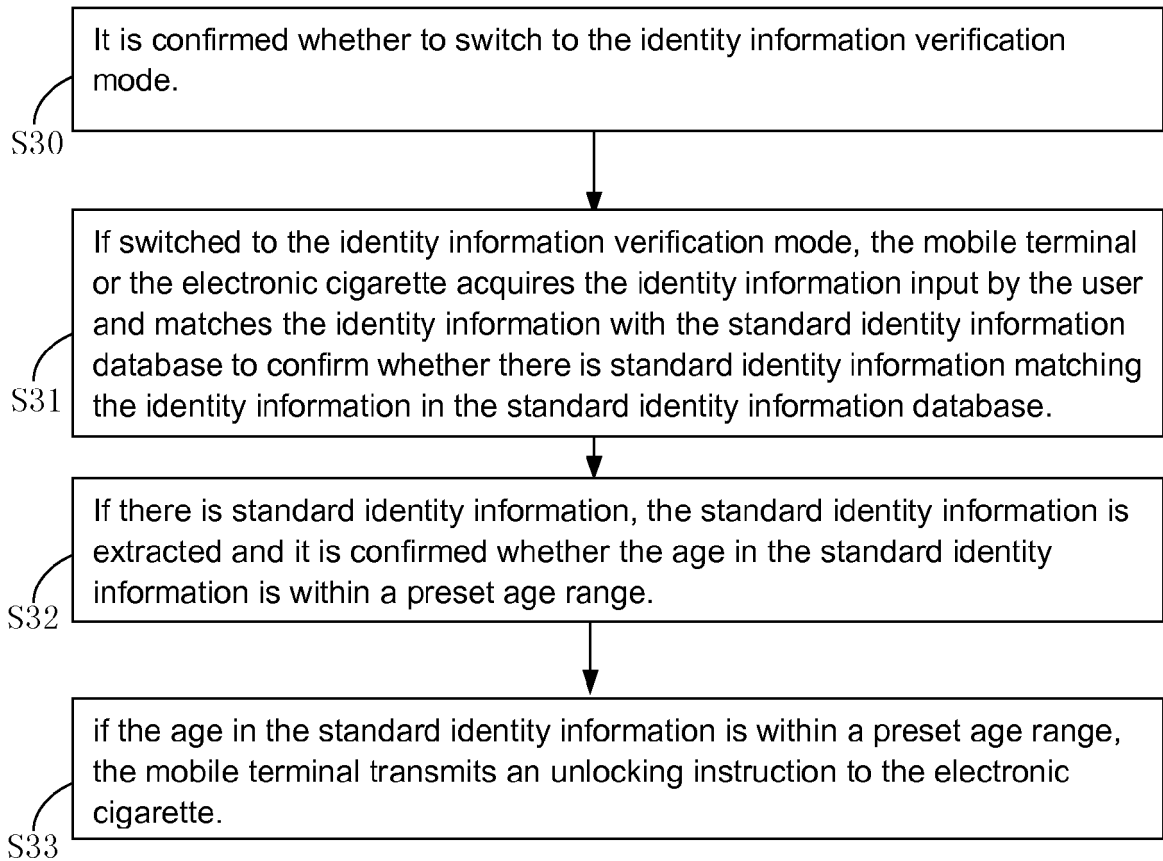 It is confirmed whether to switch to the identity information verification
mode.
S30
If switched to the identity information verification mode, the mobile terminal
or the electronic cigarette acquires the identity information input by the user
and matches the identity information with the standard identity information
database to confirm whether there is standard identity information matching
the identity information in the standard identity information database.
S31
If there is standard identity information, the standard identity information is
extracted and it is confirmed whether the age in the standard identity
information is within a preset age range.
S32
if the age in the standard identity information is within a preset age range,
the mobile terminal transmits an unlocking instruction to the electronic
cigarette.
S33